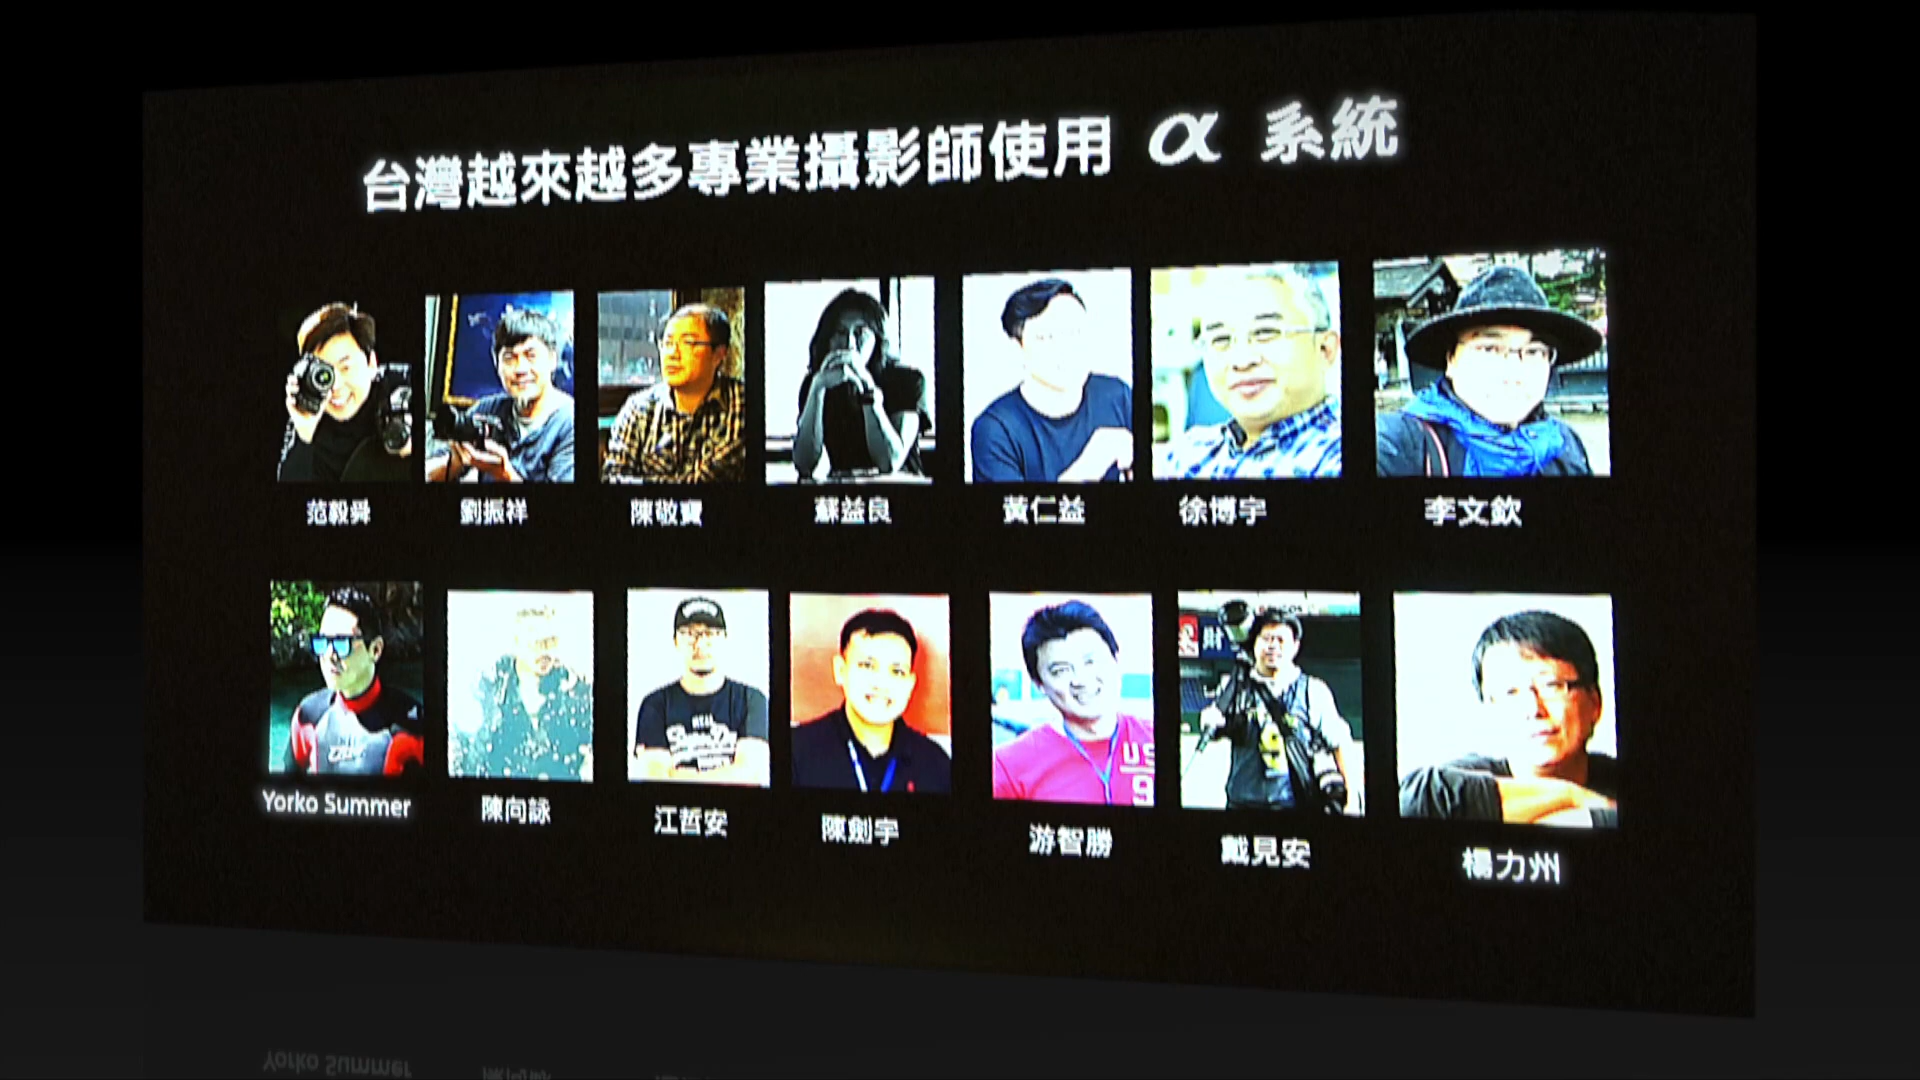 台灣越來越多專業攝影師使用 α 系統
范毅舜 劉振祥 陳敬寶 蘇益良 黃仁益 徐博宇 李文欽
Yorko Summer 陳向詠 江哲安 陳劍宇 游智勝 戴見安 楊力州